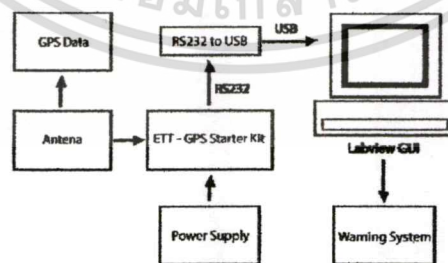 GPS Data
RS232 to USB
USB
RS232
Antena
ETT - GPS Starter Kit
Labview GUI
Power Supply
Warning System